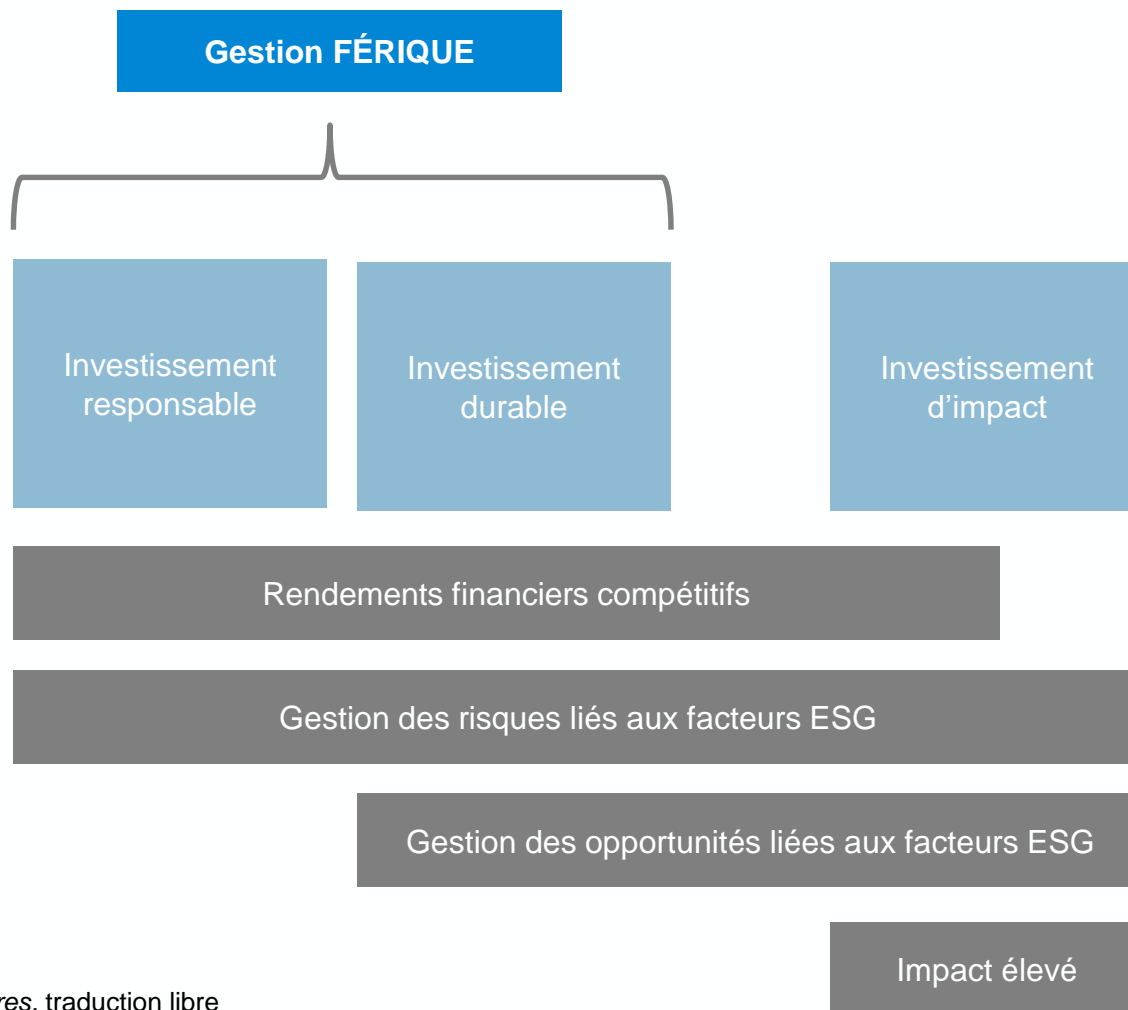 Gestion FÉRIQUE
Investissement
responsable
Investissement
durable
Investissement
d’impact
Rendements financiers compétitifs
Gestion des risques liés aux facteurs ESG
Gestion des opportunités liées aux facteurs ESG
Impact élevé
traduction libre